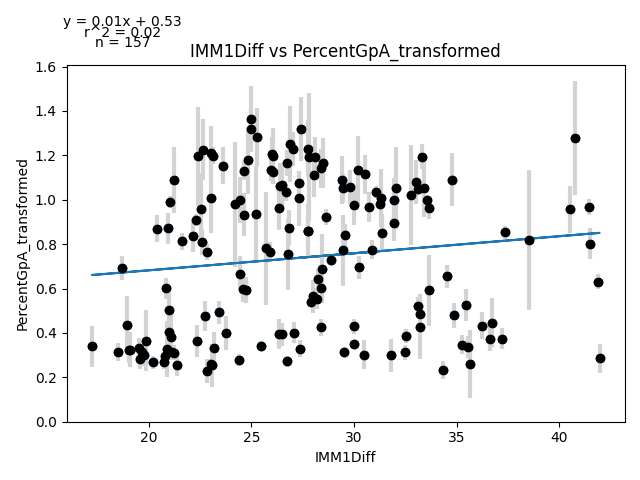 y = 0.01x + 0.53
r^2 = 0.02
n = 157
IMM1Diff vs PercentGpA_transformed
1.6
1.4
1.2
1.0
0.8
0.6
0.4
0.2
0.0
PercentGpA_transformed
20 25 30 35 40
IMM1Diff